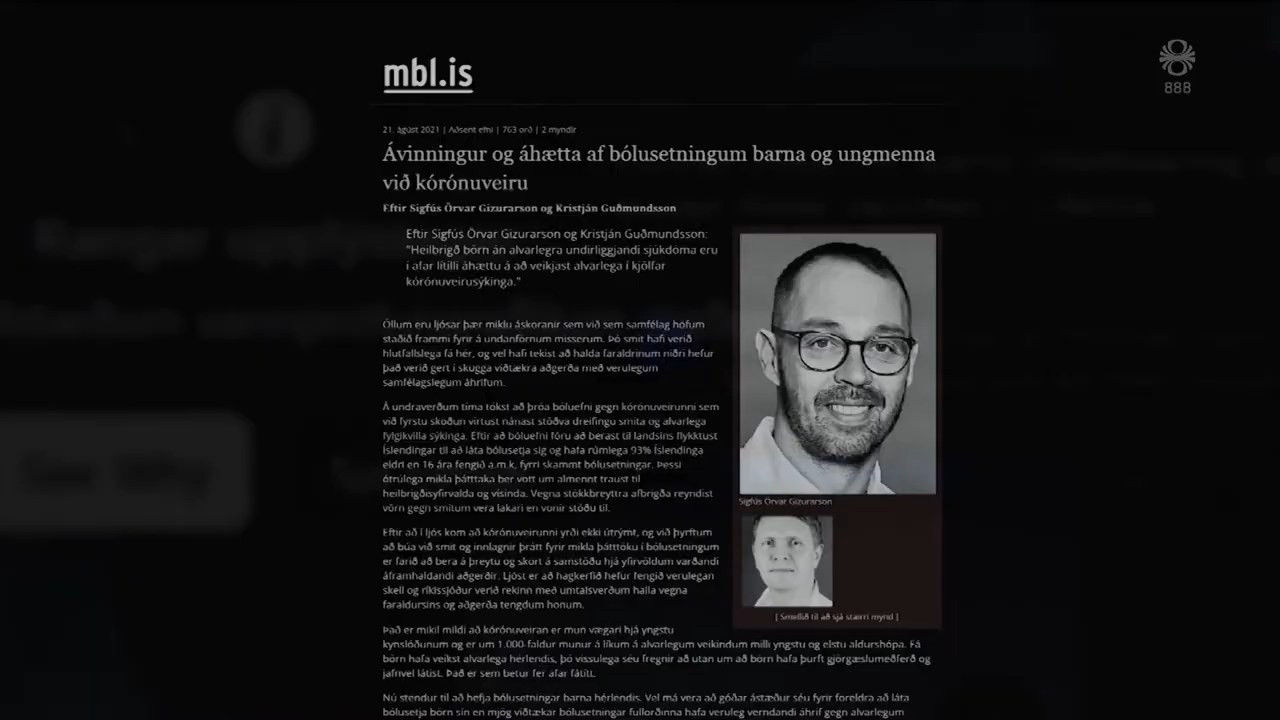 mbl.is
888
21. ágúst 2021 | Aðsent efni | 763 orð | 2 myndir
Ávinningur og áhætta af bólusetningum barna og ungmenna
við kórónuveiru
Eftir Sigfús Örvar Gizurarson og Kristján Guðmundsson
Eftir Sigfús Örvar Gizurarson og Kristján Guðmundsson:
"Heilbrigð börn án alvarlegra undirliggjandi sjúkdóma eru
í afar lítilli áhættu á að veikjast alvarlega í kjölfar
kórónuveirusýkinga."
Öllum eru ljósar þær miklu áskoranir sem við sem samfélag höfum
staðið frammi fyrir á undanförnum misserum. Þó smit hafi verið
hlutfallslega fá hér, og vel hafi tekist að halda faraldrinum niðri hefur
það verið gert í skugga víðtækra aðgerða með verulegum
samfélagslegum áhrifum.
Á undraverðum tíma tókst að þróa bóluefni gegn kórónuveirunni sem
við fyrstu skoðun virtust nánast stöðva dreifingu smita og alvarlega
fylgikvilla sýkinga. Eftir að bóluefni fóru að berast til landsins flykktust
Íslendingar til að láta bólusetja sig og hafa rúmlega 93% Íslendinga
eldri en 16 ára fengið a.m.k. fyrri skammt bólusetningar. Þessi
ótrúlega mikla þátttaka ber vott um almennt traust til
heilbrigðisyfirvalda og vísinda. Vegna stökkbreyttra afbrigða reyndist
vörn gegn smitum vera lakari en vonir stóðu til.
Eftir að í ljós kom að kórónuveirunni yrði ekki útrýmt, og við þyrftum
að búa við smit og innlagnir þrátt fyrir mikla þátttöku í bólusetningum
er farið að bera á þreytu og skort á samstöðu hjá yfirvöldum varðandi
áframhaldandi aðgerðir. Ljóst er að hagkerfið hefur fengið verulegan
skell og ríkissjóður verið rekinn með umtalsverðum halla vegna
faraldursins og aðgerða tengdum honum.
Það er mikil mildi að kórónuveiran er mun vægari hjá yngstu
kynslóðunum og er um 1.000-faldur munur á líkum á alvarlegum veikindum milli yngstu og elstu aldurshópa. Fá
börn hafa veikst alvarlega hérlendis, þó vissulega séu fregnir að utan um að börn hafa þurft gjörgæslumeðferð og
jafnvel látist. Það er sem betur fer afar fátítt.
Nú stendur til að hefja bólusetningar barna hérlendis. Vel má vera að góðar ástæður séu fyrir foreldra að láta
bólusetja börn sín en mjög víðtækar bólusetningar fullorðinna hafa veruleg verndandi áhrif gegn alvarlegum
Sigfús Örvar Gizurarson
[ Smellið til að sjá stærri mynd ]
See Why